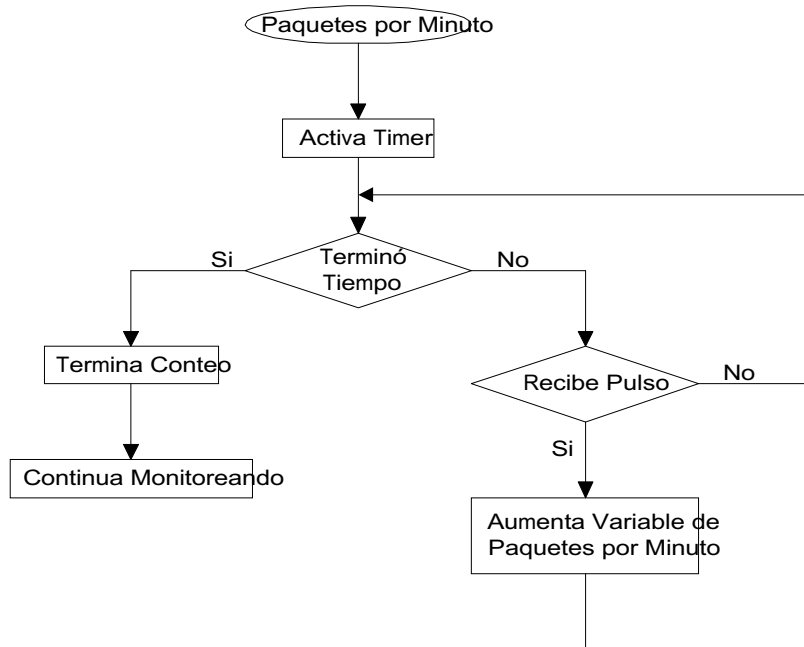 Paquetes por Minuto
Activa Timer
Terminó
Tiempo
Si
No
Termina Conteo
Recibe Pulso
No
Continua Monitoreando
Si
Aumenta Variable de
Paquetes por Minuto